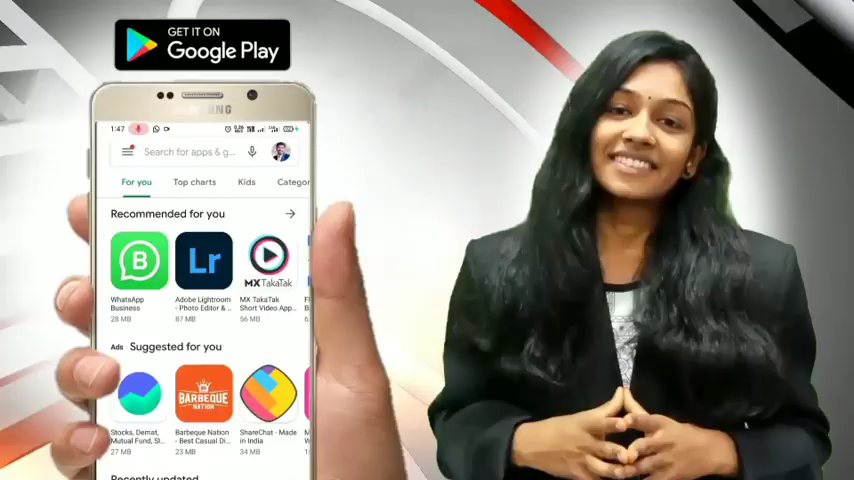 GET IT ON
Google Play
SAMSUNG
1:47
Search for apps & g...
For you Top charts Kids Categor
Recommended for you
B
Lr
MX TakaTak
WhatsApp Business
Adobe Lightroom - Photo Editor & ..
MX TakaTak Short Video App...
28 MB
87 MB
56 MB
Ads Suggested for you
BARBEQUE NATION
Stocks, Demat, Mutual Fund, SI...
Barbeque Nation - Best Casual Di...
ShareChat - Made in India
27 MB
23 MB
34 MB
Recently updated